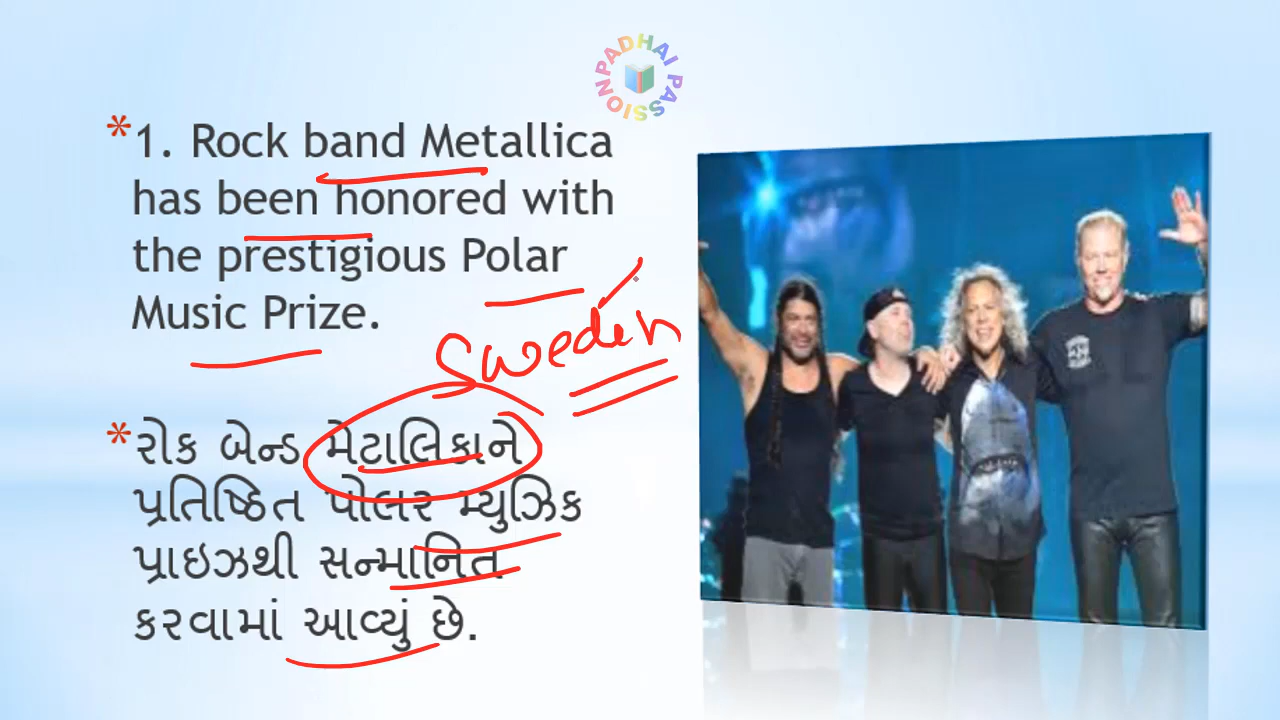 PADHAI PASSION
*1. Rock band Metallica
has been honored with
the prestigious Polar
Music Prize.
Sweden
*રોક બેન્ડ મેટાલિકાને
પ્રતિષ્ઠિત પોલર મ્યુઝિક
પ્રાઇઝથી સન્માનિત
કરવામાં આવ્યું છે.